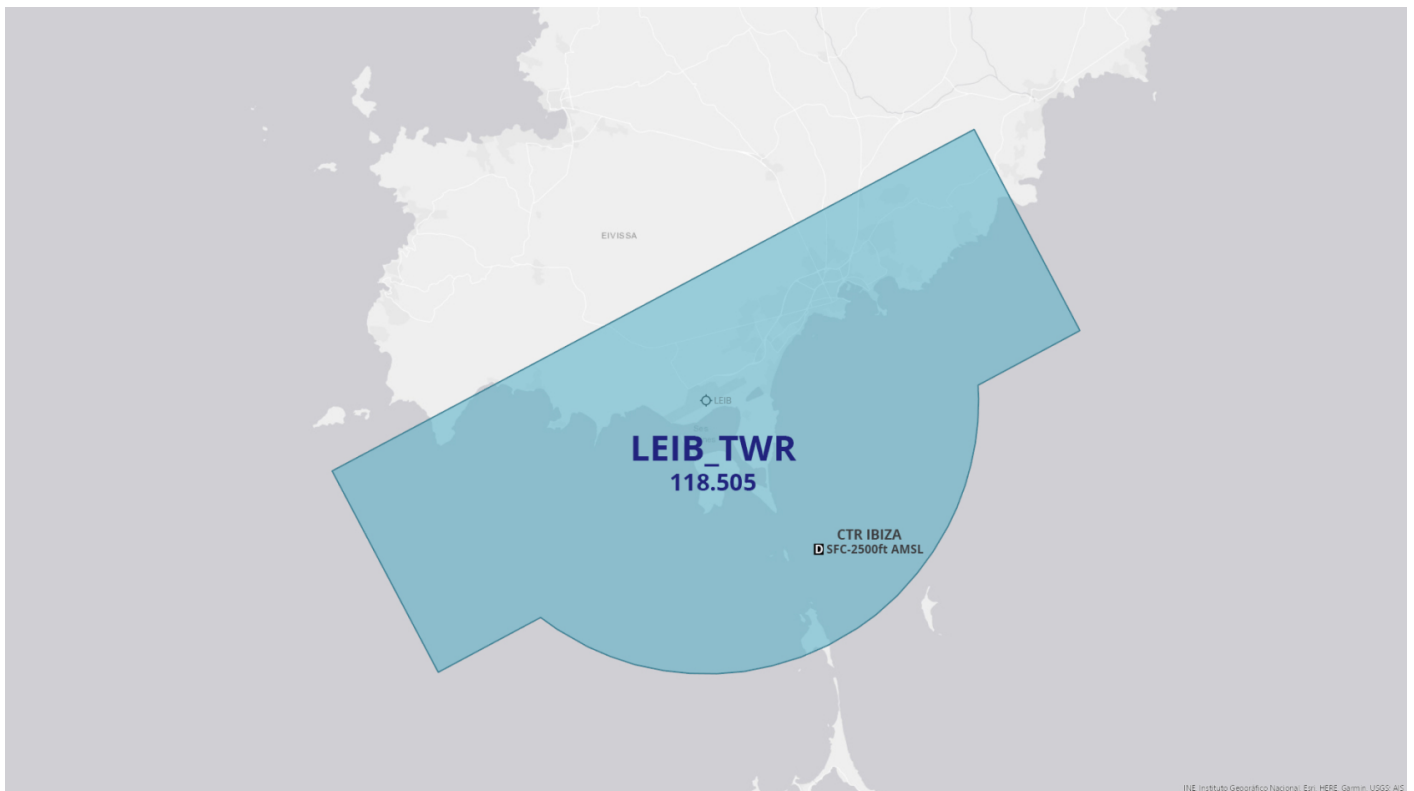 EIVISSA
LEIB
LEIB_TWR
118.505
CTR IBIZA
D SFC-2500ft AMSL
INE, Instituto Geográfico Nacional, Esri, HERE, Garmin, USGS, AIS